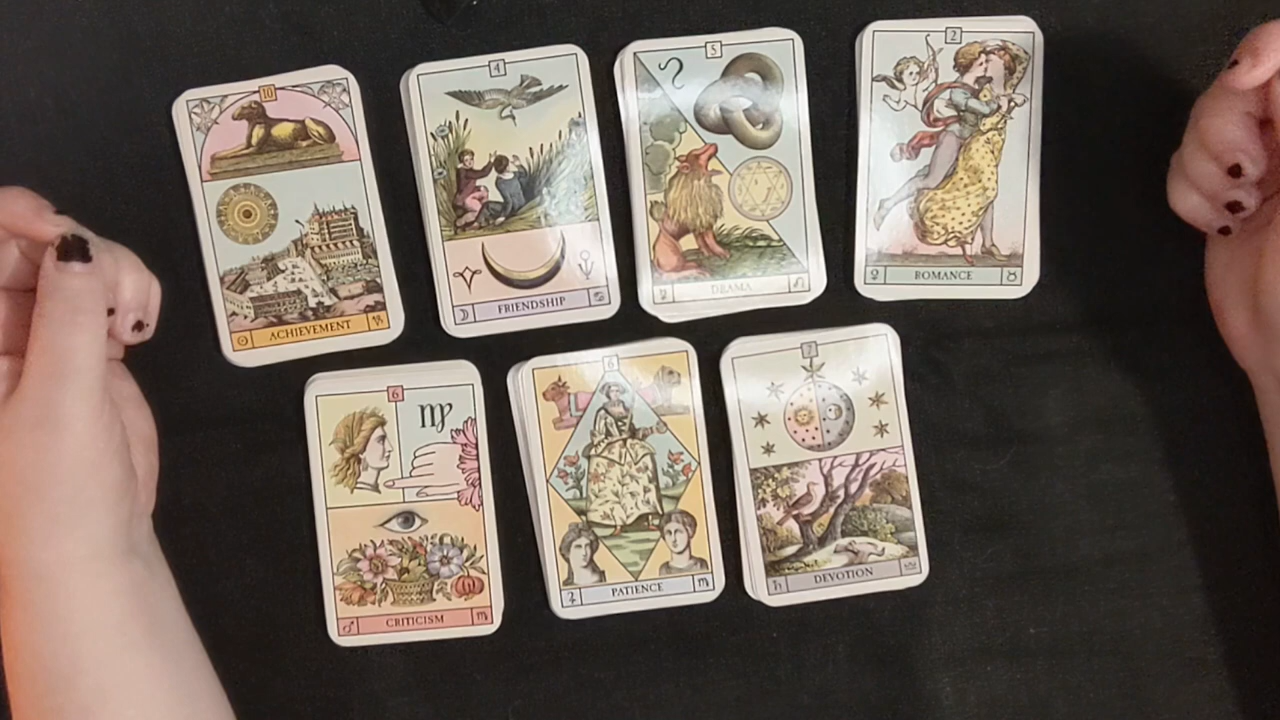 10
ACHIEVEMENT
4
FRIENDSHIP
5
DRAMA
2
ROMANCE
6
CRITICISM
6
PATIENCE
7
DEVOTION